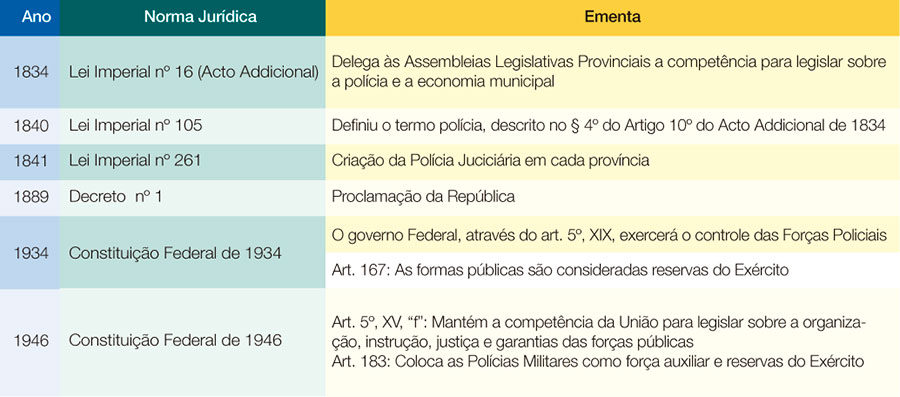 Ano Norma Jurídica Ementa
1834 Lei Imperial nº 16 (Acto Addicional) Delega às Assembleias Legislativas Provinciais a competência para legislar sobre
a polícia e a economia municipal
1840 Lei Imperial nº 105 Definiu o termo polícia, descrito no § 4º do Artigo 10º do Acto Addicional de 1834
1841 Lei Imperial nº 261 Criação da Polícia Juciciária em cada província
1889 Decreto nº 1 Proclamação da República
1934 Constituição Federal de 1934 O governo Federal, através do art. 5º, XIX, exercerá o controle das Forças Policiais
Art. 167: As formas públicas são consideradas reservas do Exército
1946 Constituição Federal de 1946 Art. 5º, XV, “f”: Mantém a competência da União para legislar sobre a organiza-
ção, instrução, justiça e garantias das forças públicas
Art. 183: Coloca as Polícias Militares como força auxiliar e reservas do Exército